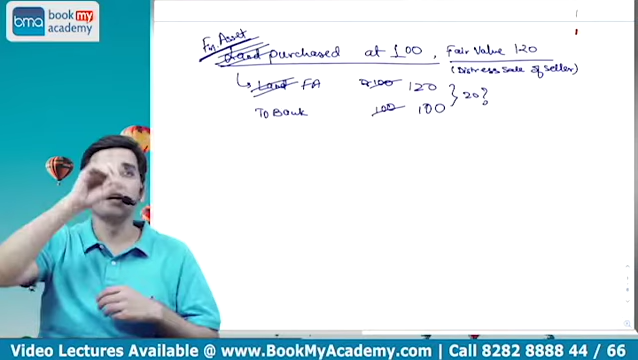 bma book my academy
Fin. Asset
Land purchased at 100, Fair Value 120
(Distress Sale of Seller)
Land FA 100 120
To Bank 100 100
20?
Video Lectures Available @ www.BookMyAcademy.com | Call 8282 8888 44 / 66